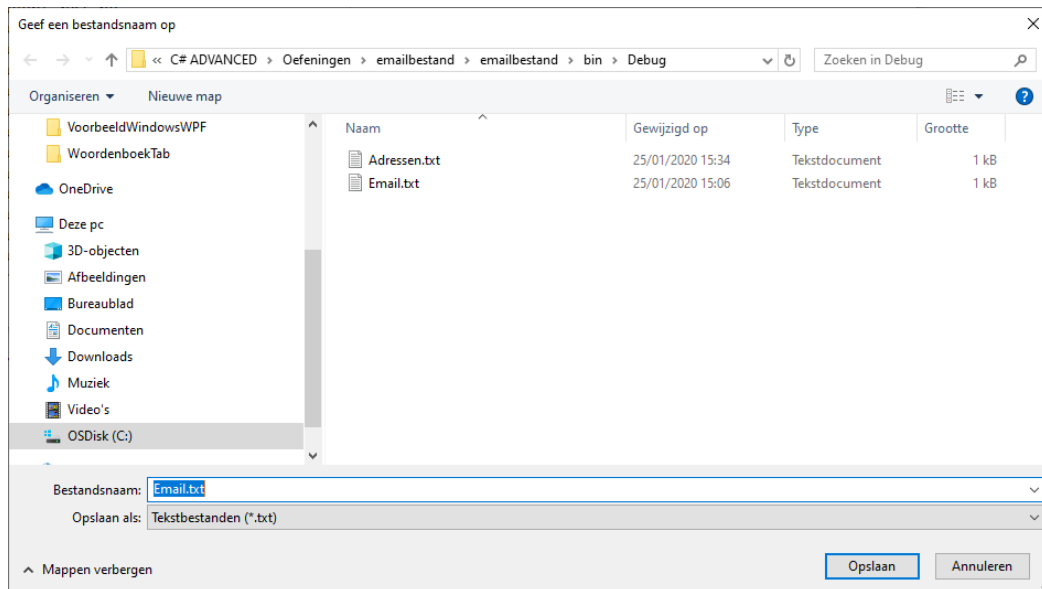 Geef een bestandsnaam op
« C# ADVANCED > Oefeningen > emailbestand > emailbestand > bin > Debug
Zoeken in Debug
Organiseren Nieuwe map
VoorbeeldWindowsWPF
WoordenboekTab
OneDrive
Deze pc
3D-objecten
Afbeeldingen
Bureaublad
Documenten
Downloads
Muziek
Video's
OSDisk (C:)
Naam Gewijzigd op Type Grootte
Adressen.txt 25/01/2020 15:34 Tekstdocument 1 kB
Email.txt 25/01/2020 15:06 Tekstdocument 1 kB
Bestandsnaam: Email.txt
Opslaan als: Tekstbestanden (*.txt)
Mappen verbergen
Opslaan Annuleren